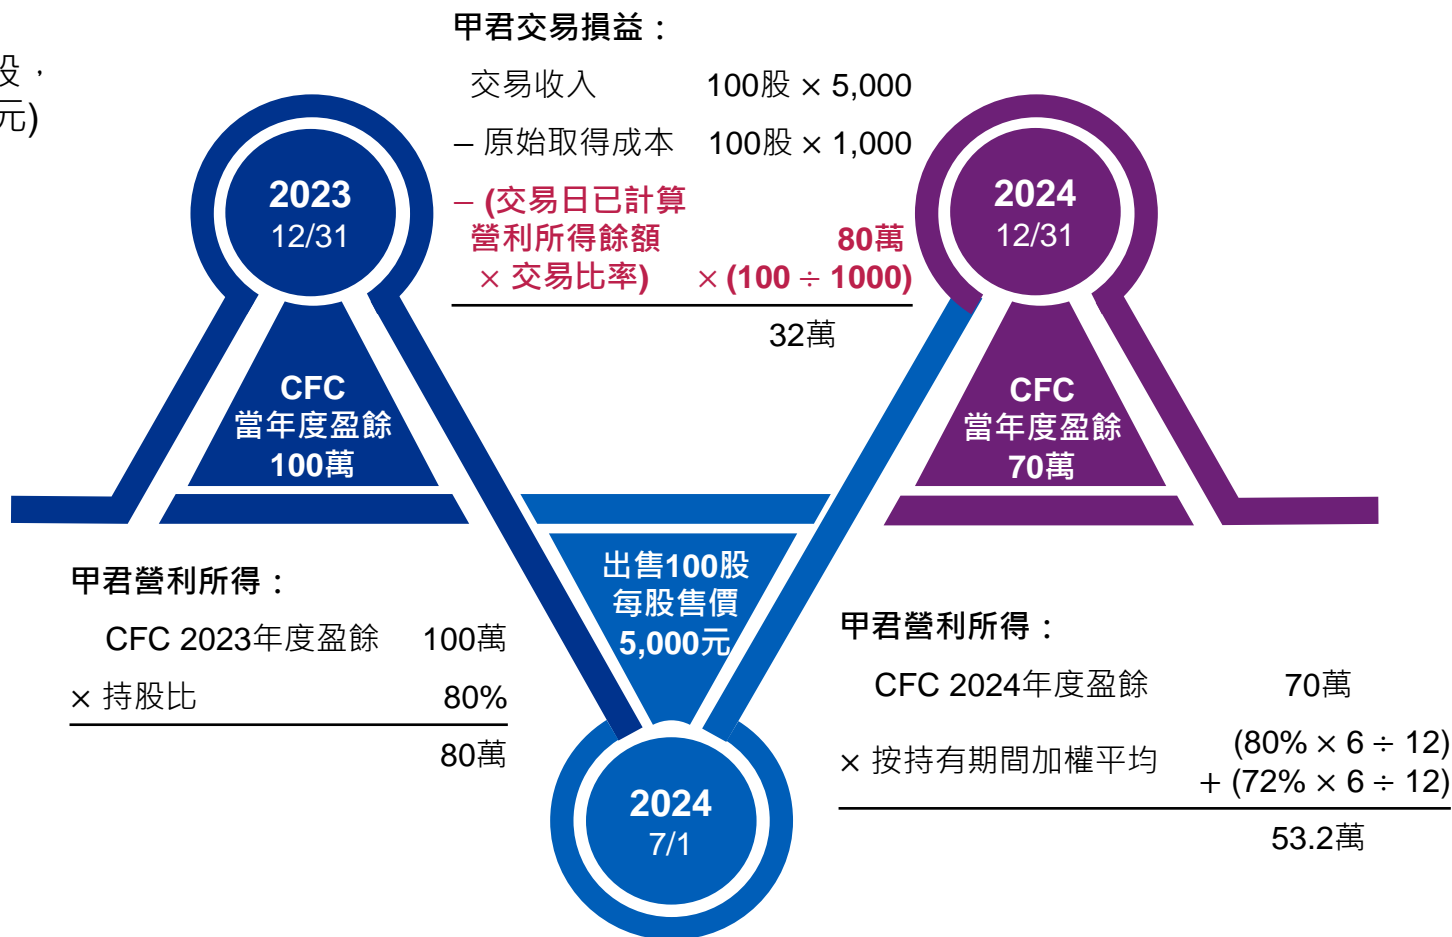 股，
元)
甲君交易損益：
交易收入 100股 × 5,000
– 原始取得成本 100股 × 1,000
– (交易日已計算
營利所得餘額 80萬
× 交易比率) × (100 ÷ 1000)
32萬
2023
12/31
CFC
當年度盈餘
100萬
2024
12/31
CFC
當年度盈餘
70萬
出售100股
每股售價
5,000元
2024
7/1
甲君營利所得：
CFC 2023年度盈餘 100萬
× 持股比 80%
80萬
甲君營利所得：
CFC 2024年度盈餘 70萬
× 按持有期間加權平均 (80% × 6 ÷ 12)
+ (72% × 6 ÷ 12)
53.2萬